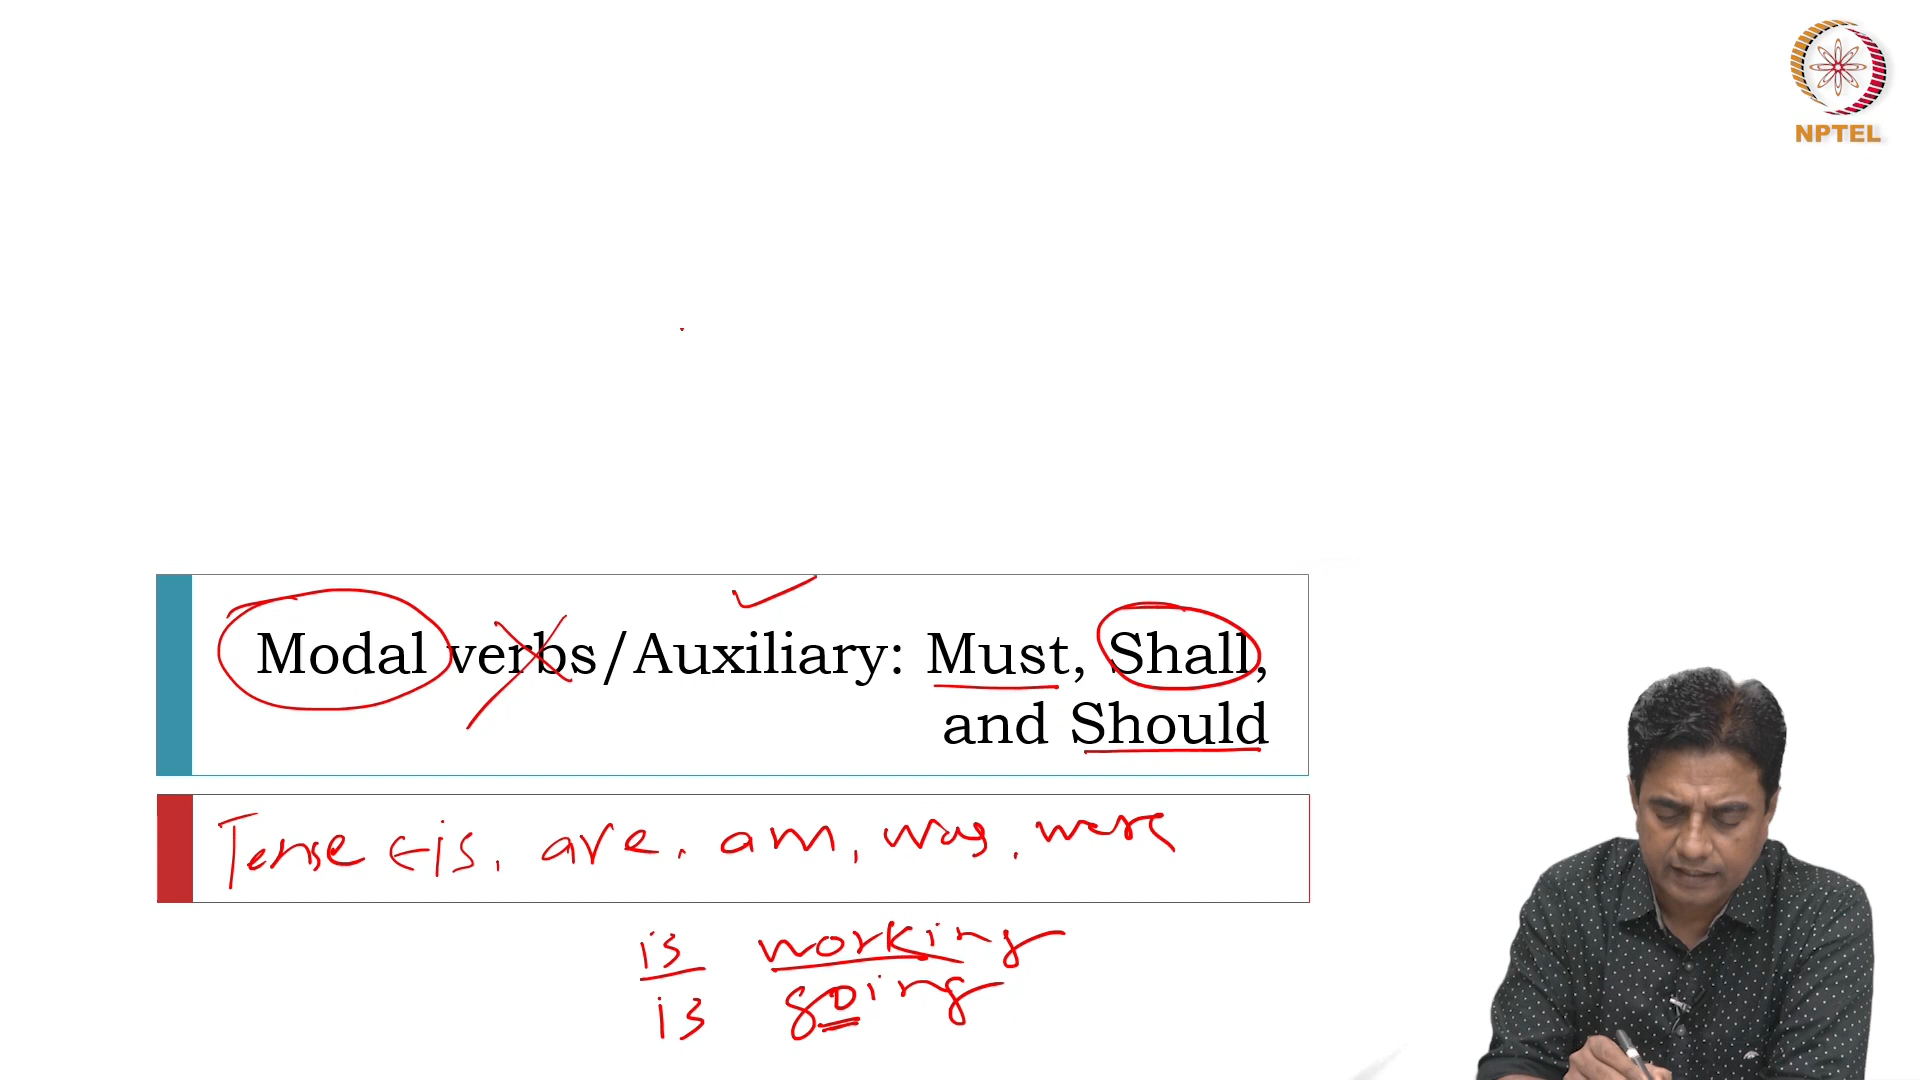 NPTEL
Modal verbs/Auxiliary: Must, Shall,
and Should
Tense ← is, are, am, was, were
is working
is going